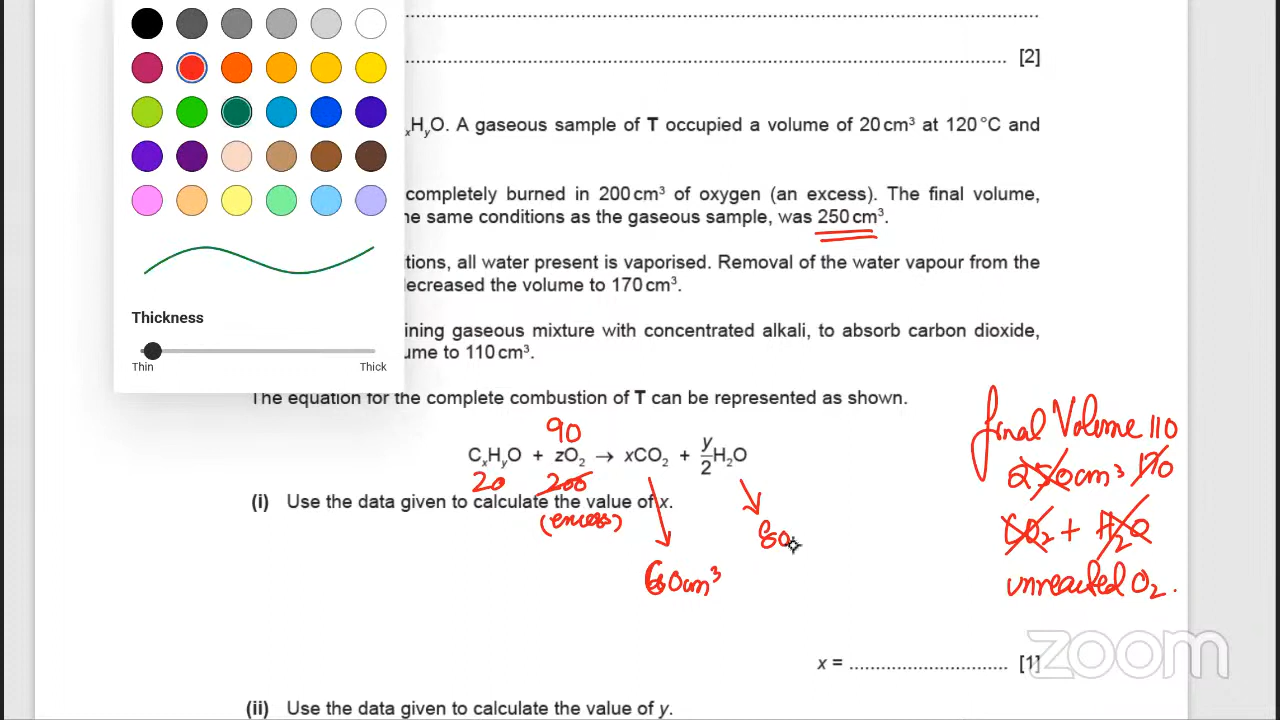 [2]
ₓHᵧO. A gaseous sample of T occupied a volume of 20 cm³ at 120 °C and
completely burned in 200 cm³ of oxygen (an excess). The final volume,
he same conditions as the gaseous sample, was 250 cm³.
tions, all water present is vaporised. Removal of the water vapour from the
ecreased the volume to 170 cm³.
ining gaseous mixture with concentrated alkali, to absorb carbon dioxide,
ume to 110 cm³.
Thickness
Thin Thick
The equation for the complete combustion of T can be represented as shown.
90
CₓHᵧO + zO₂ → xCO₂ + y/2 H₂O
20 200
(i) Use the data given to calculate the value of x.
(excess)
80
60cm³
final Volume 110
250cm³ 170
CO₂ + H₂O
unreacted O₂.
x = .............................. [1]
zoom
(ii) Use the data given to calculate the value of y.